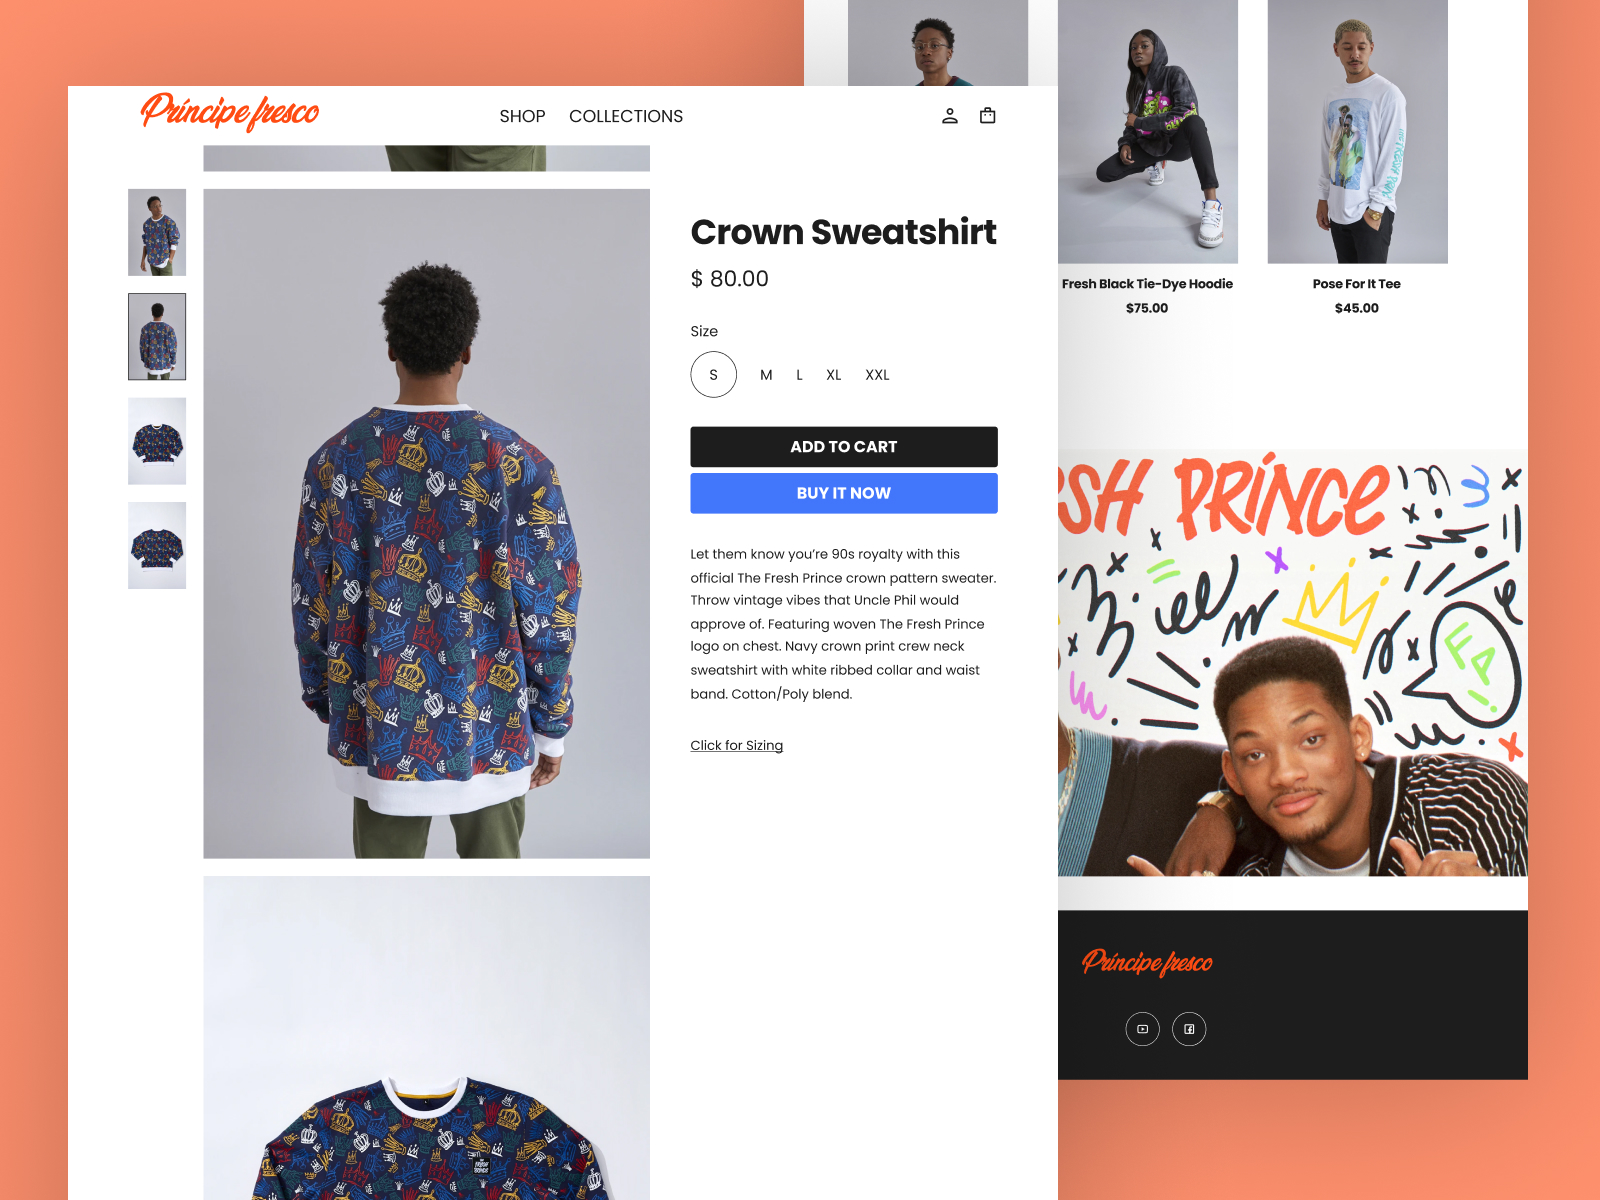 Príncipe fresco
SHOP COLLECTIONS
Crown Sweatshirt
$ 80.00
Size
S M L XL XXL
ADD TO CART
BUY IT NOW
Let them know you’re 90s royalty with this
official The Fresh Prince crown pattern sweater.
Throw vintage vibes that Uncle Phil would
approve of. Featuring woven The Fresh Prince
logo on chest. Navy crown print crew neck
sweatshirt with white ribbed collar and waist
band. Cotton/Poly blend.
Click for Sizing
Fresh Black Tie-Dye Hoodie
$75.00
Pose For It Tee
$45.00
SH PRÍNCE
Príncipe fresco